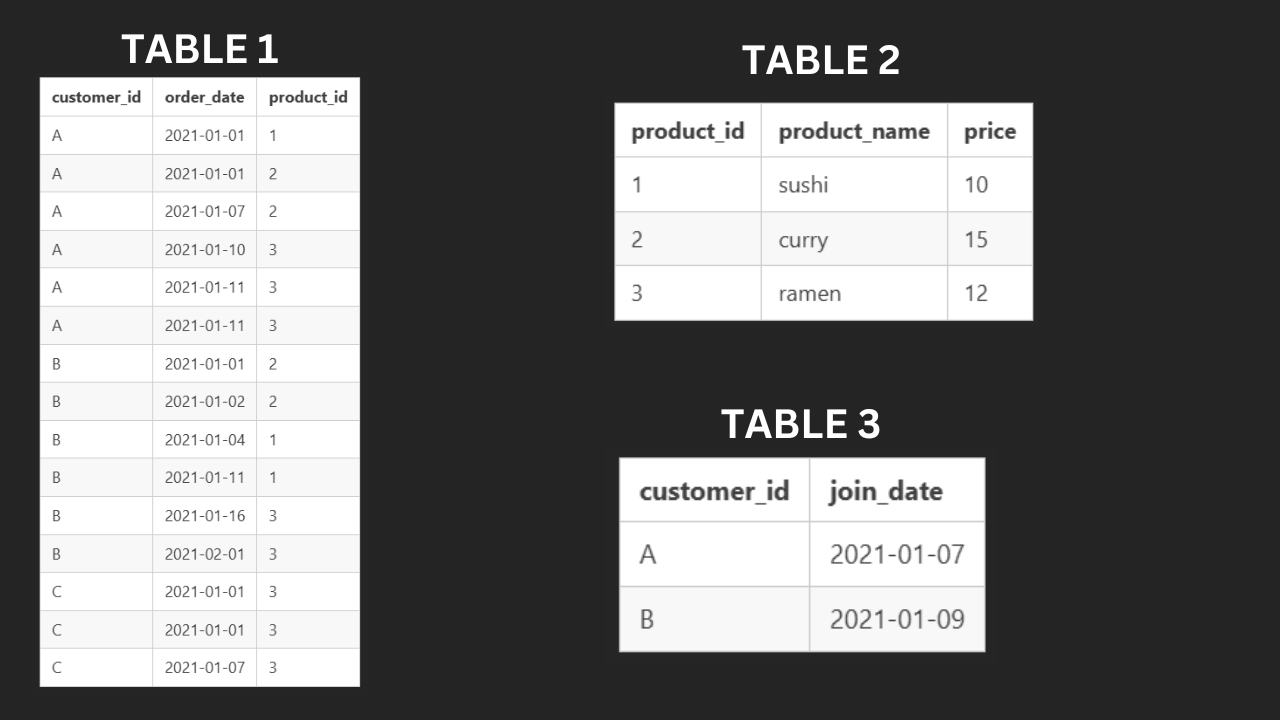 TABLE 1
customer_id order_date product_id
A 2021-01-01 1
A 2021-01-01 2
A 2021-01-07 2
A 2021-01-10 3
A 2021-01-11 3
A 2021-01-11 3
B 2021-01-01 2
B 2021-01-02 2
B 2021-01-04 1
B 2021-01-11 1
B 2021-01-16 3
B 2021-02-01 3
C 2021-01-01 3
C 2021-01-01 3
C 2021-01-07 3
TABLE 2
product_id product_name price
1 sushi 10
2 curry 15
3 ramen 12
TABLE 3
customer_id join_date
A 2021-01-07
B 2021-01-09